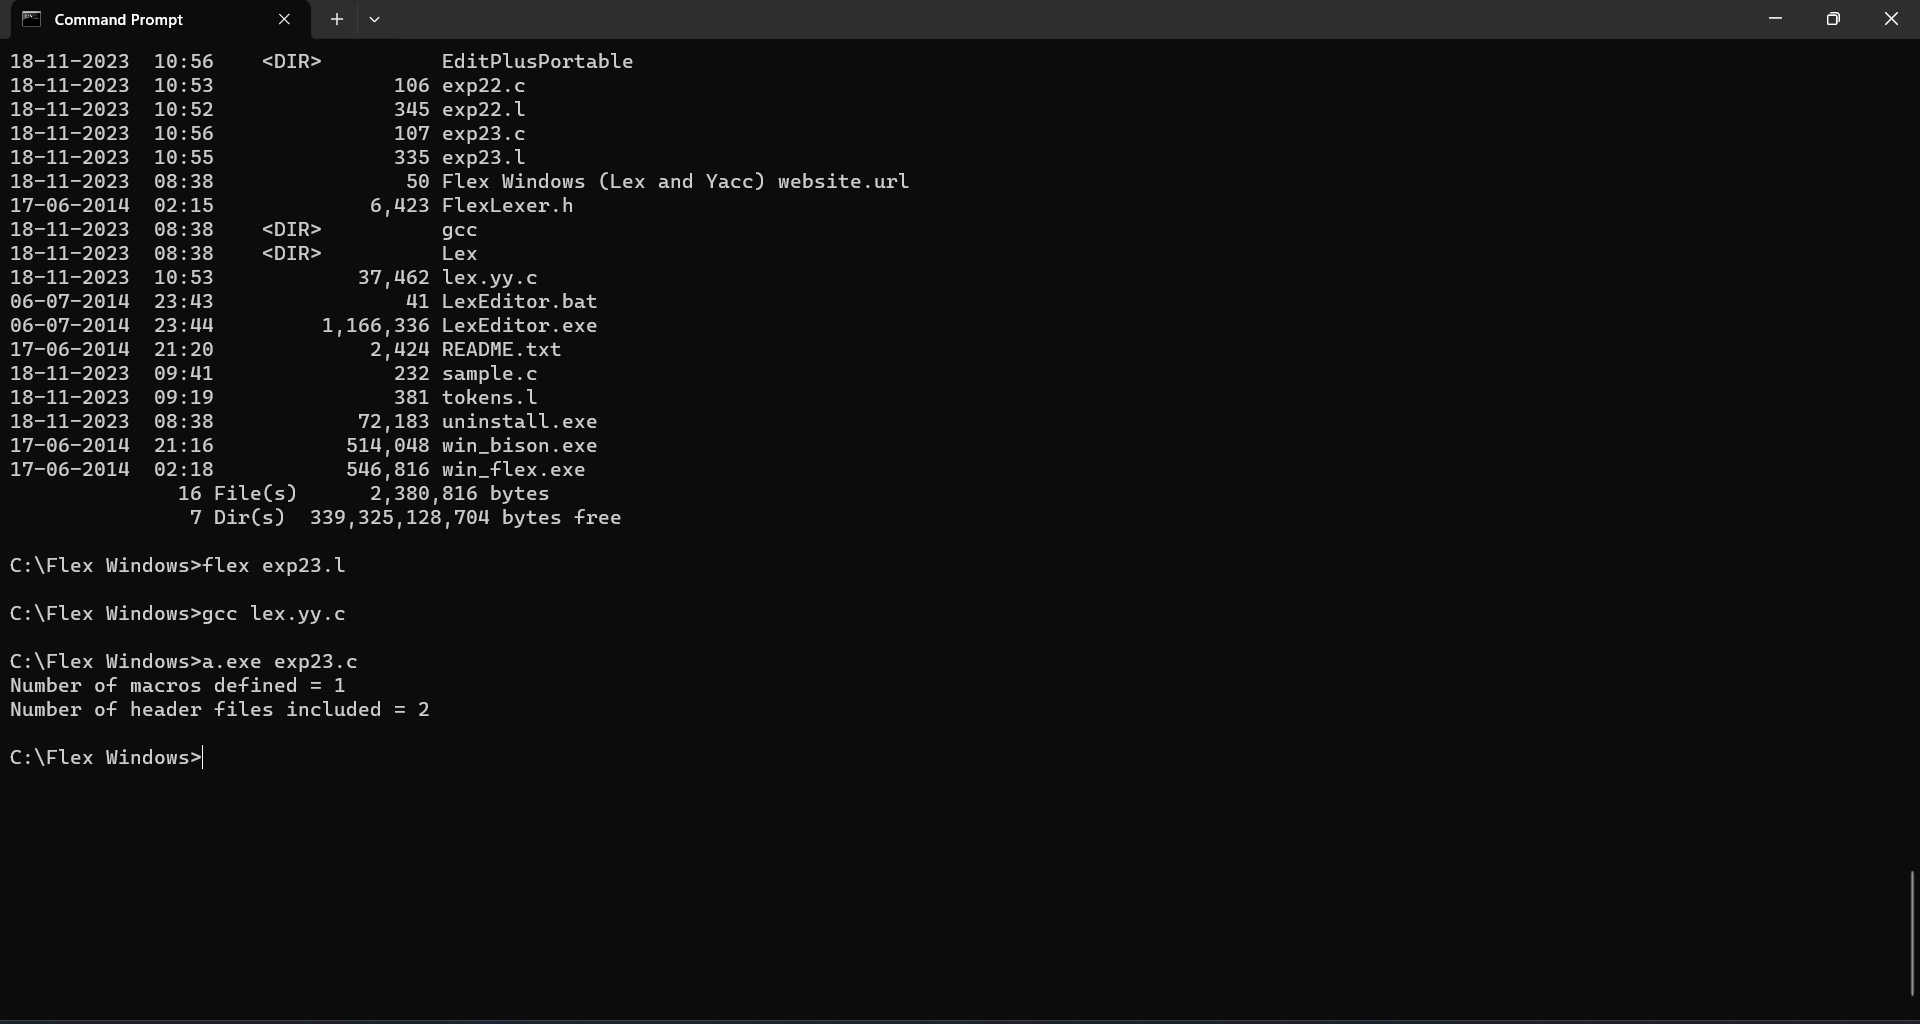 Command Prompt
18-11-2023  10:56    <DIR>          EditPlusPortable
18-11-2023  10:53               106 exp22.c
18-11-2023  10:52               345 exp22.l
18-11-2023  10:56               107 exp23.c
18-11-2023  10:55               335 exp23.l
18-11-2023  08:38                50 Flex Windows (Lex and Yacc) website.url
17-06-2014  02:15             6,423 FlexLexer.h
18-11-2023  08:38    <DIR>          gcc
18-11-2023  08:38    <DIR>          Lex
18-11-2023  10:53            37,462 lex.yy.c
06-07-2014  23:43                41 LexEditor.bat
06-07-2014  23:44         1,166,336 LexEditor.exe
17-06-2014  21:20             2,424 README.txt
18-11-2023  09:41               232 sample.c
18-11-2023  09:19               381 tokens.l
18-11-2023  08:38            72,183 uninstall.exe
17-06-2014  21:16           514,048 win_bison.exe
17-06-2014  02:18           546,816 win_flex.exe
              16 File(s)      2,380,816 bytes
               7 Dir(s)  339,325,128,704 bytes free
C:\Flex Windows>flex exp23.l
C:\Flex Windows>gcc lex.yy.c
C:\Flex Windows>a.exe exp23.c
Number of macros defined = 1
Number of header files included = 2
C:\Flex Windows>